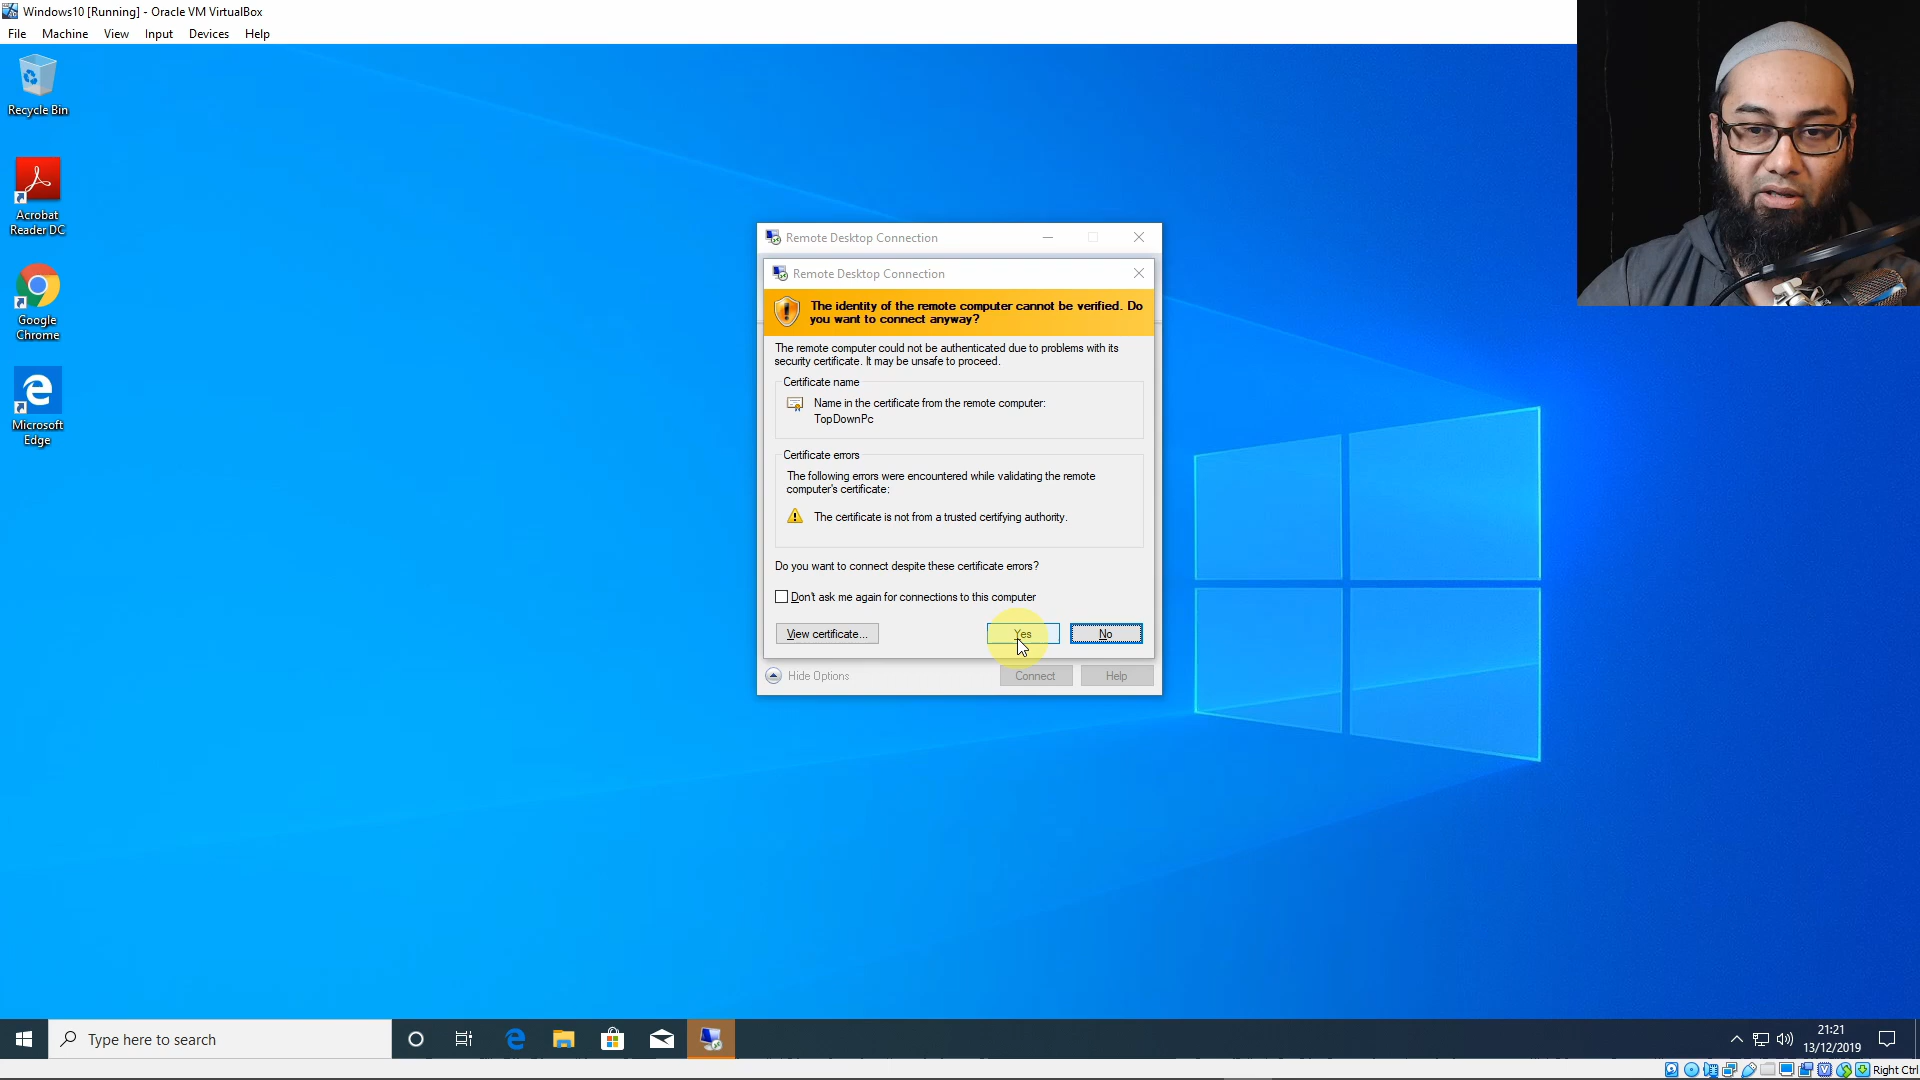 Windows10 [Running] - Oracle VM VirtualBox
File Machine View Input Devices Help
Recycle Bin
Acrobat
Reader DC
Google
Chrome
Microsoft
Edge
Remote Desktop Connection
Remote Desktop Connection
The identity of the remote computer cannot be verified. Do
you want to connect anyway?
The remote computer could not be authenticated due to problems with its
security certificate. It may be unsafe to proceed.
Certificate name
Name in the certificate from the remote computer:
TopDownPc
Certificate errors
The following errors were encountered while validating the remote
computer's certificate:
The certificate is not from a trusted certifying authority.
Do you want to connect despite these certificate errors?
Don't ask me again for connections to this computer
View certificate... Yes No
Hide Options Connect Help
Type here to search
21:21
13/12/2019
Right Ctrl